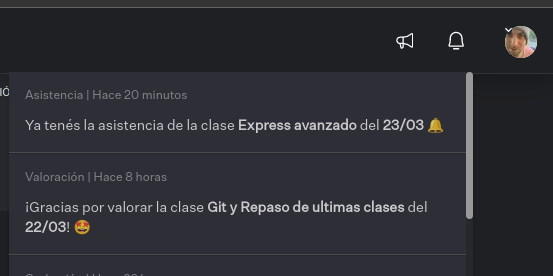 IÓ
Asistencia | Hace 20 minutos
Ya tenés la asistencia de la clase Express avanzado del 23/03 🔔
Valoración | Hace 8 horas
¡Gracias por valorar la clase Git y Repaso de ultimas clases del
22/03! 🤩